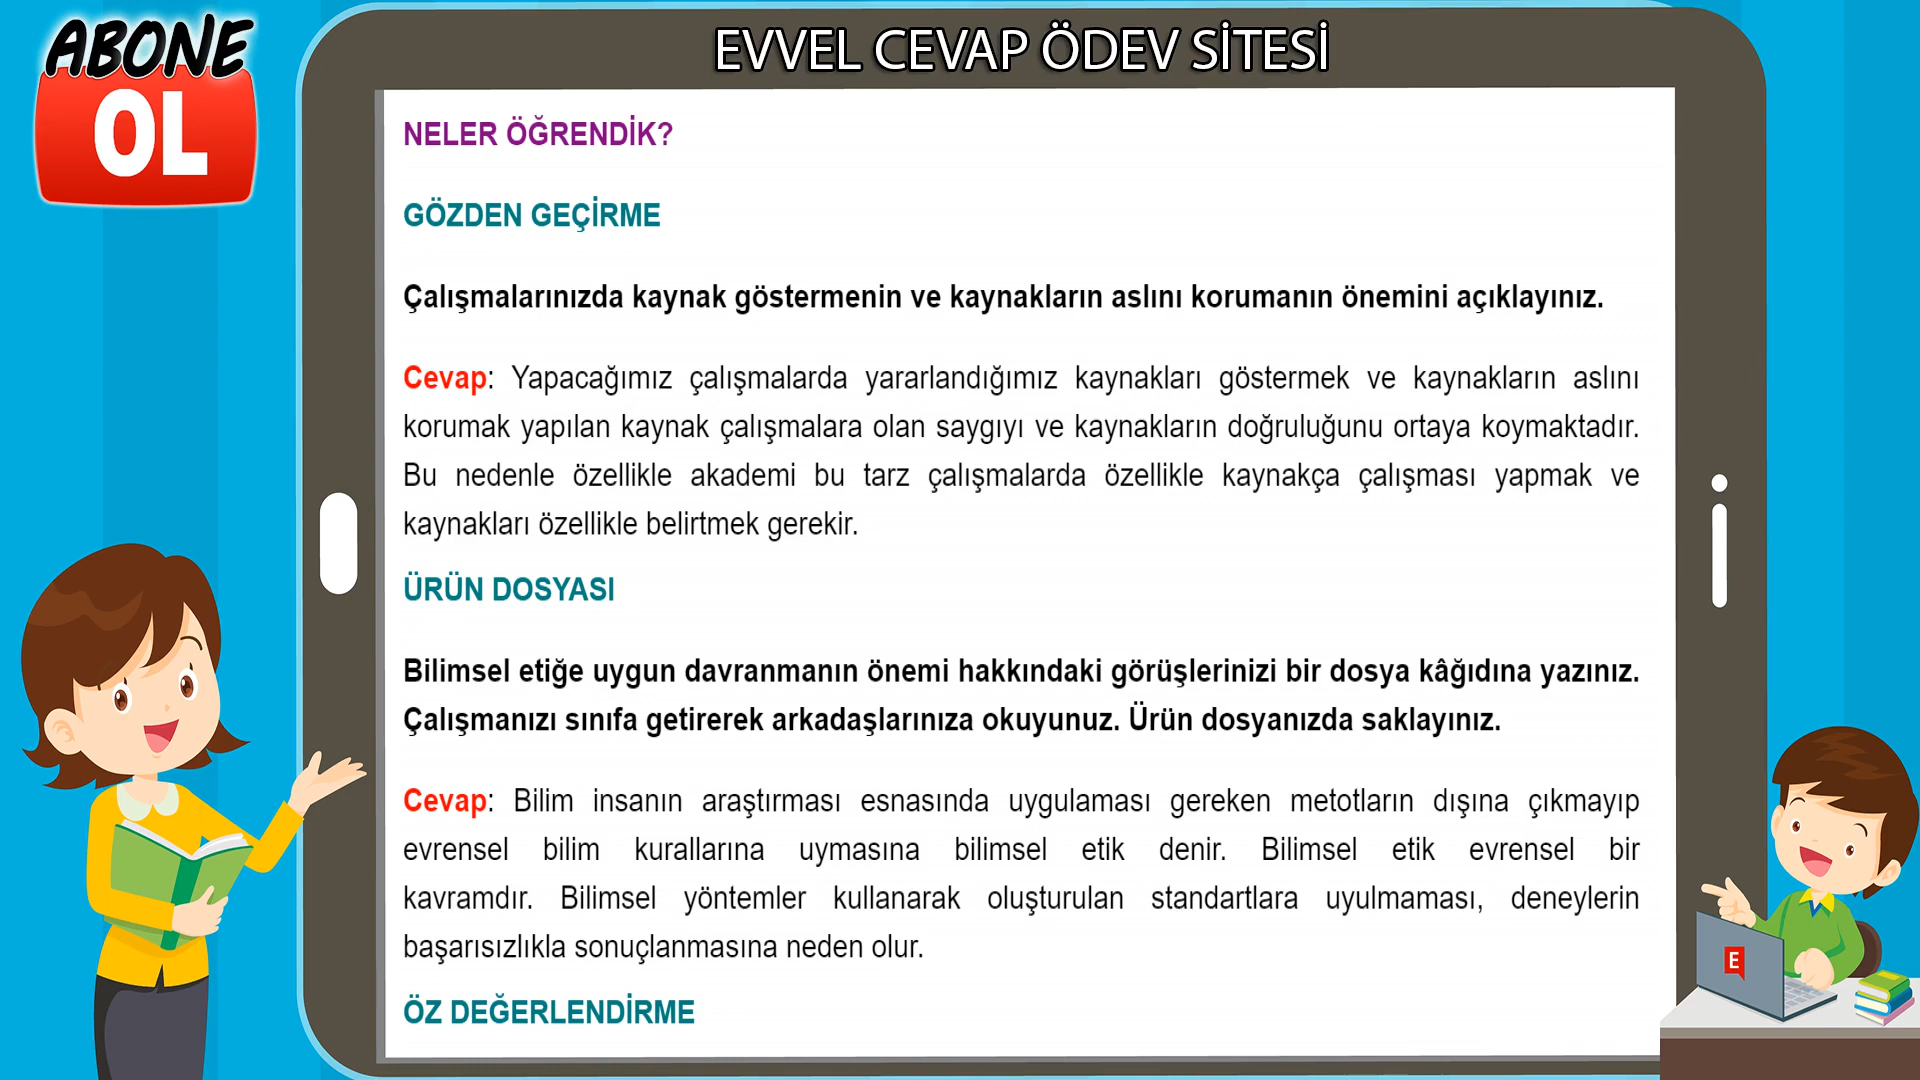 ABONE
OL
EVVEL CEVAP ÖDEV SİTESİ
NELER ÖĞRENDİK?
GÖZDEN GEÇİRME
Çalışmalarınızda kaynak göstermenin ve kaynakların aslını korumanın önemini açıklayınız.
Cevap: Yapacağımız çalışmalarda yararlandığımız kaynakları göstermek ve kaynakların aslını
korumak yapılan kaynak çalışmalara olan saygıyı ve kaynakların doğruluğunu ortaya koymaktadır.
Bu nedenle özellikle akademi bu tarz çalışmalarda özellikle kaynakça çalışması yapmak ve
kaynakları özellikle belirtmek gerekir.
ÜRÜN DOSYASI
Bilimsel etiğe uygun davranmanın önemi hakkındaki görüşlerinizi bir dosya kâğıdına yazınız.
Çalışmanızı sınıfa getirerek arkadaşlarınıza okuyunuz. Ürün dosyanızda saklayınız.
Cevap: Bilim insanın araştırması esnasında uygulaması gereken metotların dışına çıkmayıp
evrensel bilim kurallarına uymasına bilimsel etik denir. Bilimsel etik evrensel bir
kavramdır. Bilimsel yöntemler kullanarak oluşturulan standartlara uyulmaması, deneylerin
başarısızlıkla sonuçlanmasına neden olur.
ÖZ DEĞERLENDİRME
E